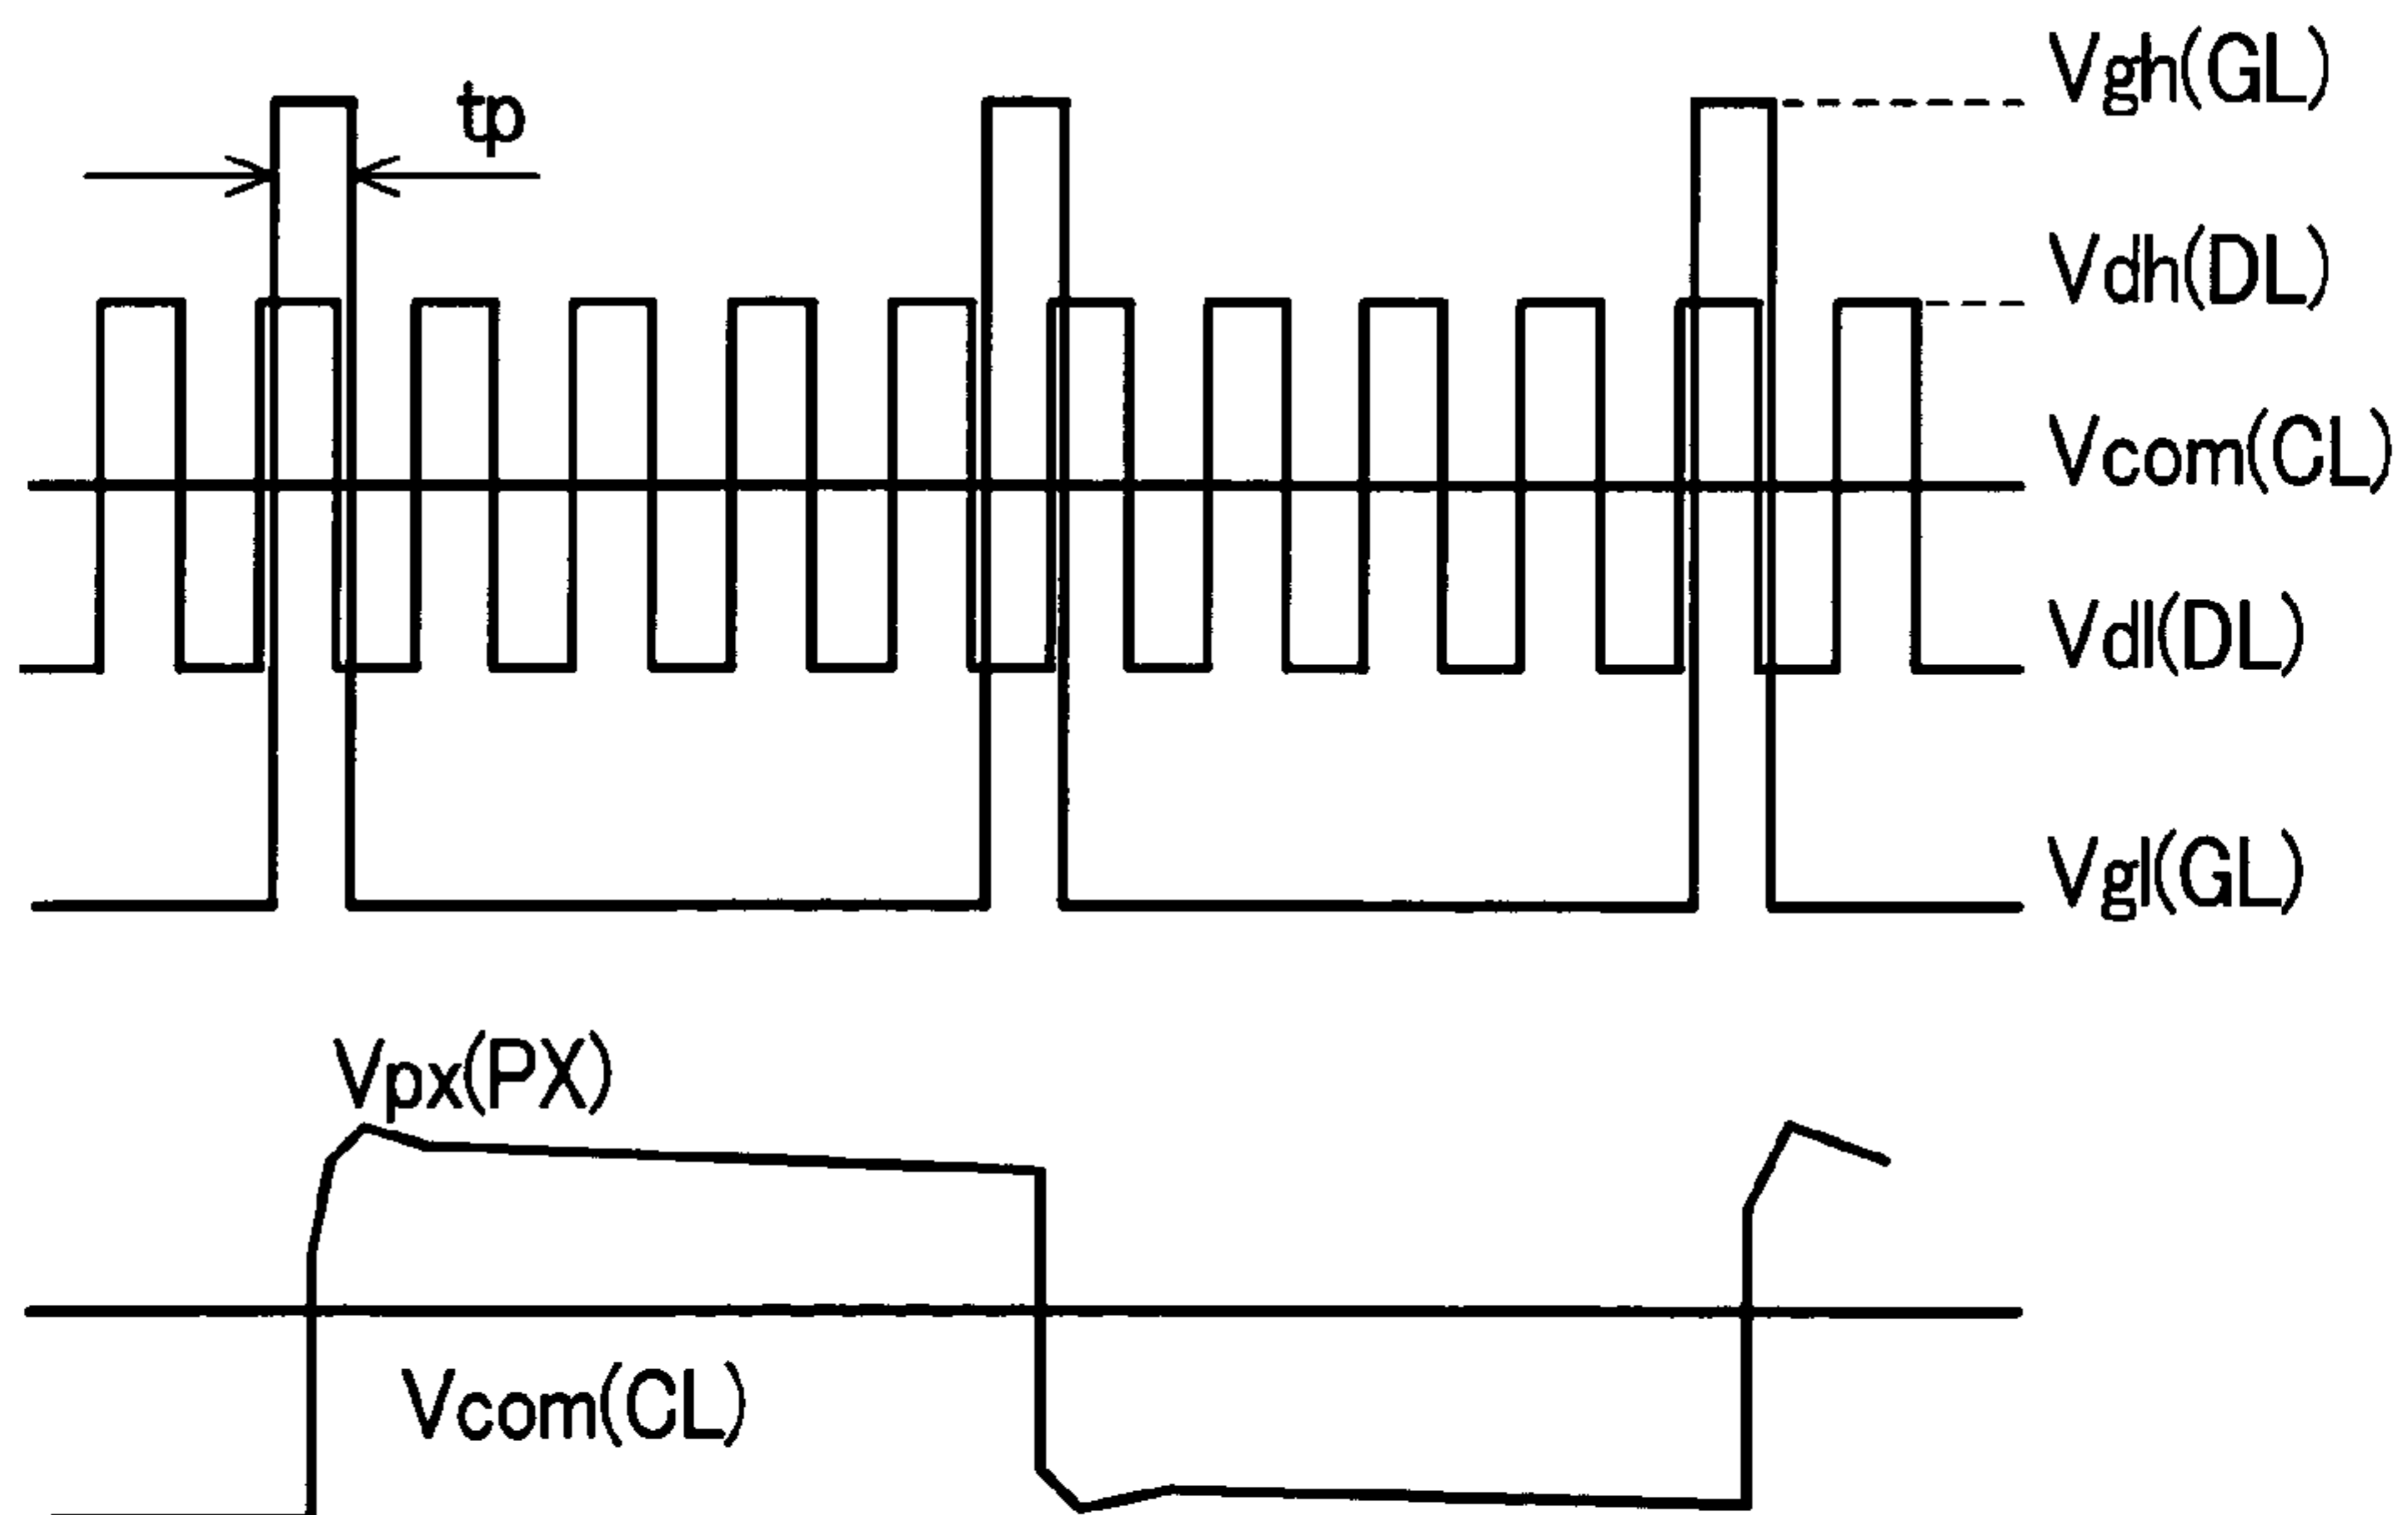 tp
Vgh(GL)
Vdh(DL)
Vcom(CL)
Vdl(DL)
Vgl(GL)
Vpx(PX)
Vcom(CL)